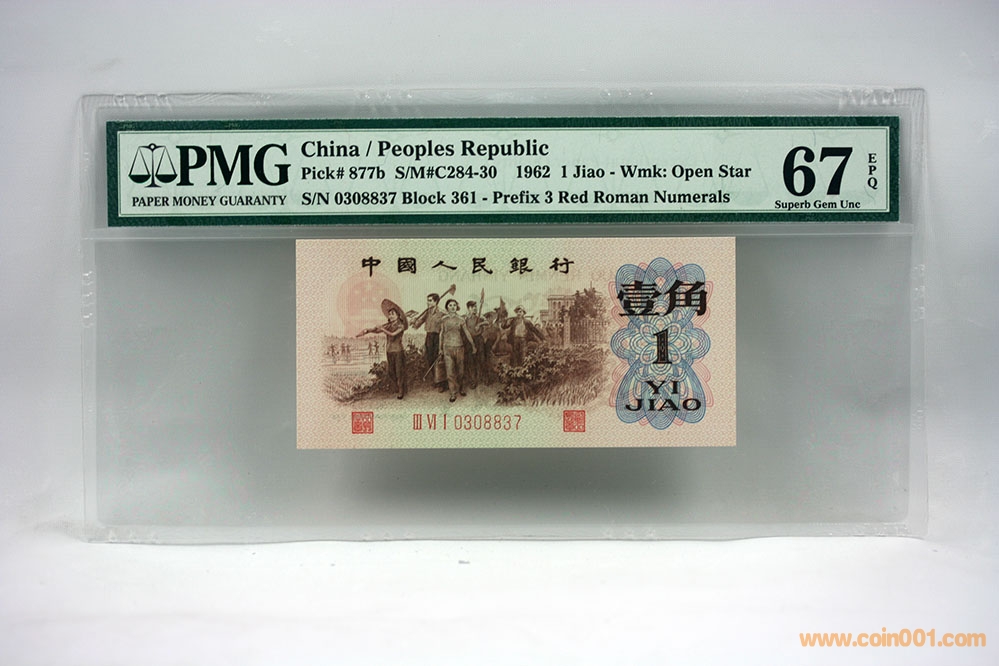 PMG
PAPER MONEY GUARANTY
China / Peoples Republic
Pick# 877b S/M#C284-30 1962 1 Jiao - Wmk: Open Star
S/N 0308837 Block 361 - Prefix 3 Red Roman Numerals
67
EPQ
Superb Gem Unc
中國人民銀行
壹角
1
YI
JIAO
III VI I 0308837
www.coin001.com